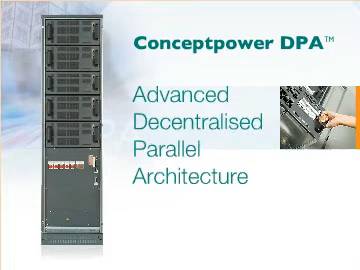 Conceptpower DPA™
Advanced
Decentralised
Parallel
Architecture